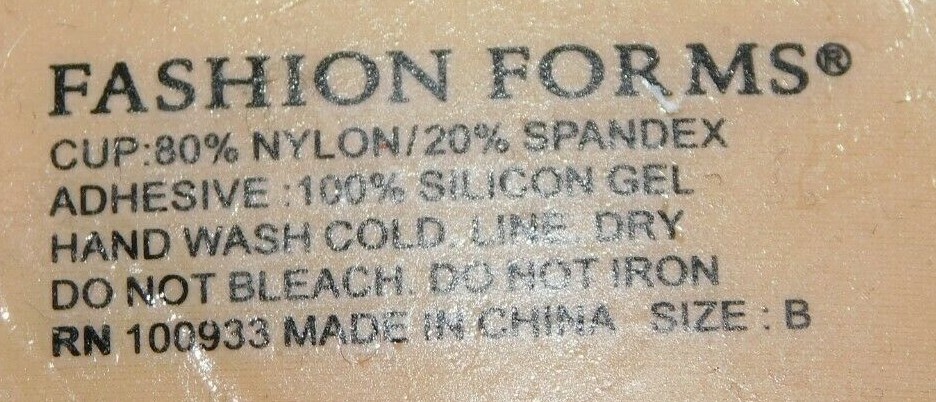 FASHION FORMS®
CUP:80% NYLON/20% SPANDEX
ADHESIVE :100% SILICON GEL
HAND WASH COLD. LINE. DRY
DO NOT BLEACH. DO NOT IRON
RN 100933 MADE IN CHINA SIZE : B